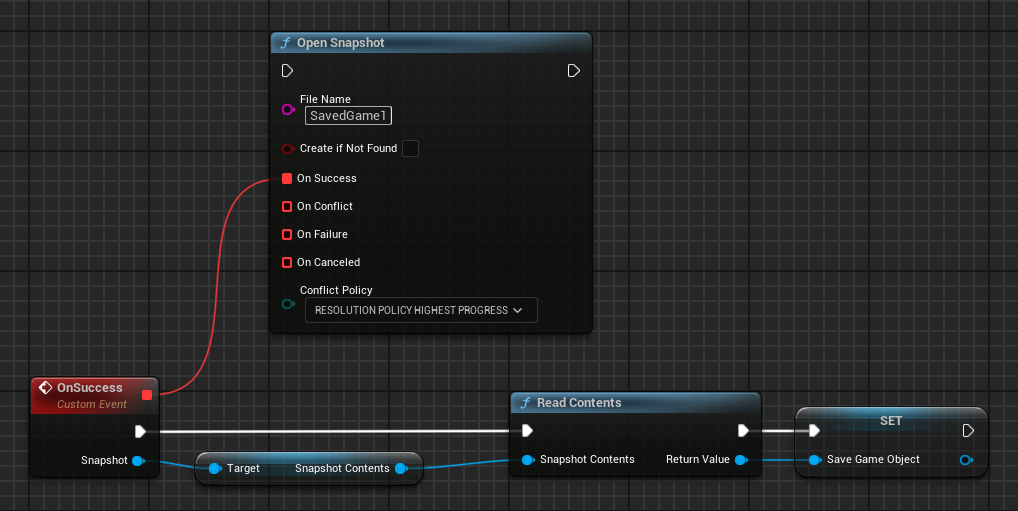 Open Snapshot
File Name
SavedGame1
Create if Not Found
On Success
On Conflict
On Failure
On Canceled
Conflict Policy
RESOLUTION POLICY HIGHEST PROGRESS
OnSuccess
Custom Event
Snapshot
Target Snapshot Contents
Read Contents
Snapshot Contents Return Value
SET
Save Game Object